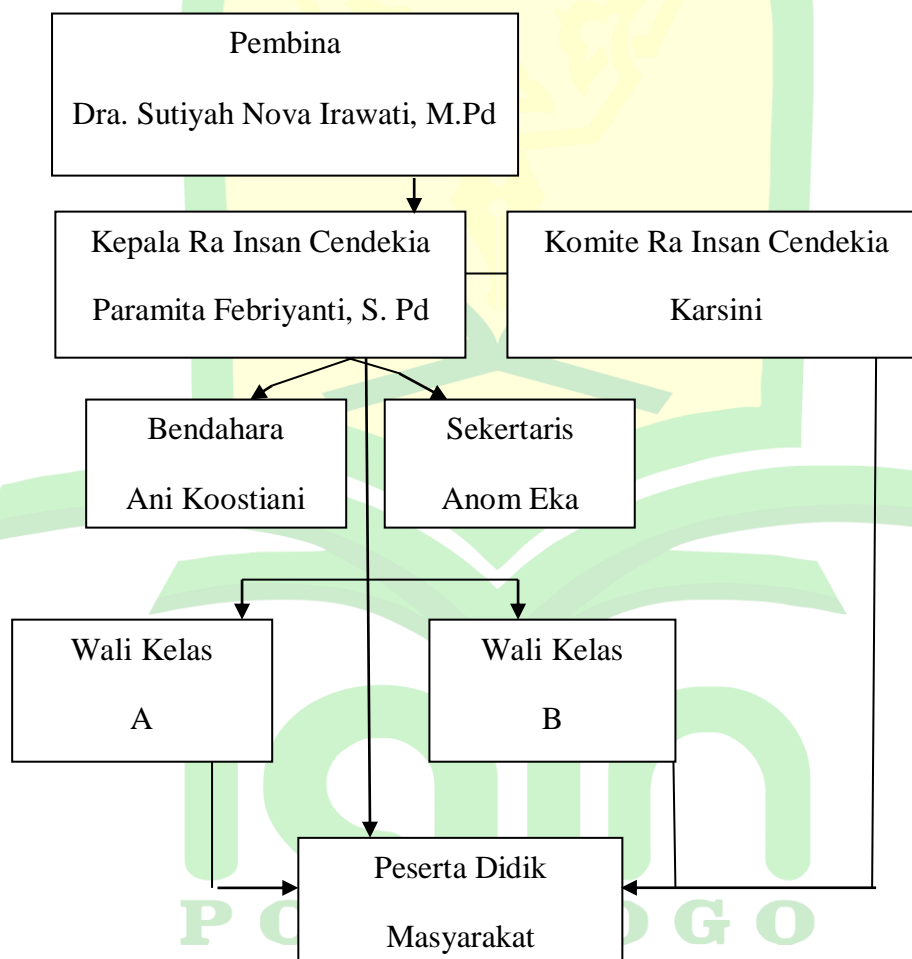 Pembina
Dra. Sutiyah Nova Irawati, M.Pd
Kepala Ra Insan Cendekia
Paramita Febriyanti, S. Pd
Komite Ra Insan Cendekia
Karsini
Bendahara
Ani Koostiani
Sekertaris
Anom Eka
Wali Kelas
A
Wali Kelas
B
Peserta Didik
Masyarakat